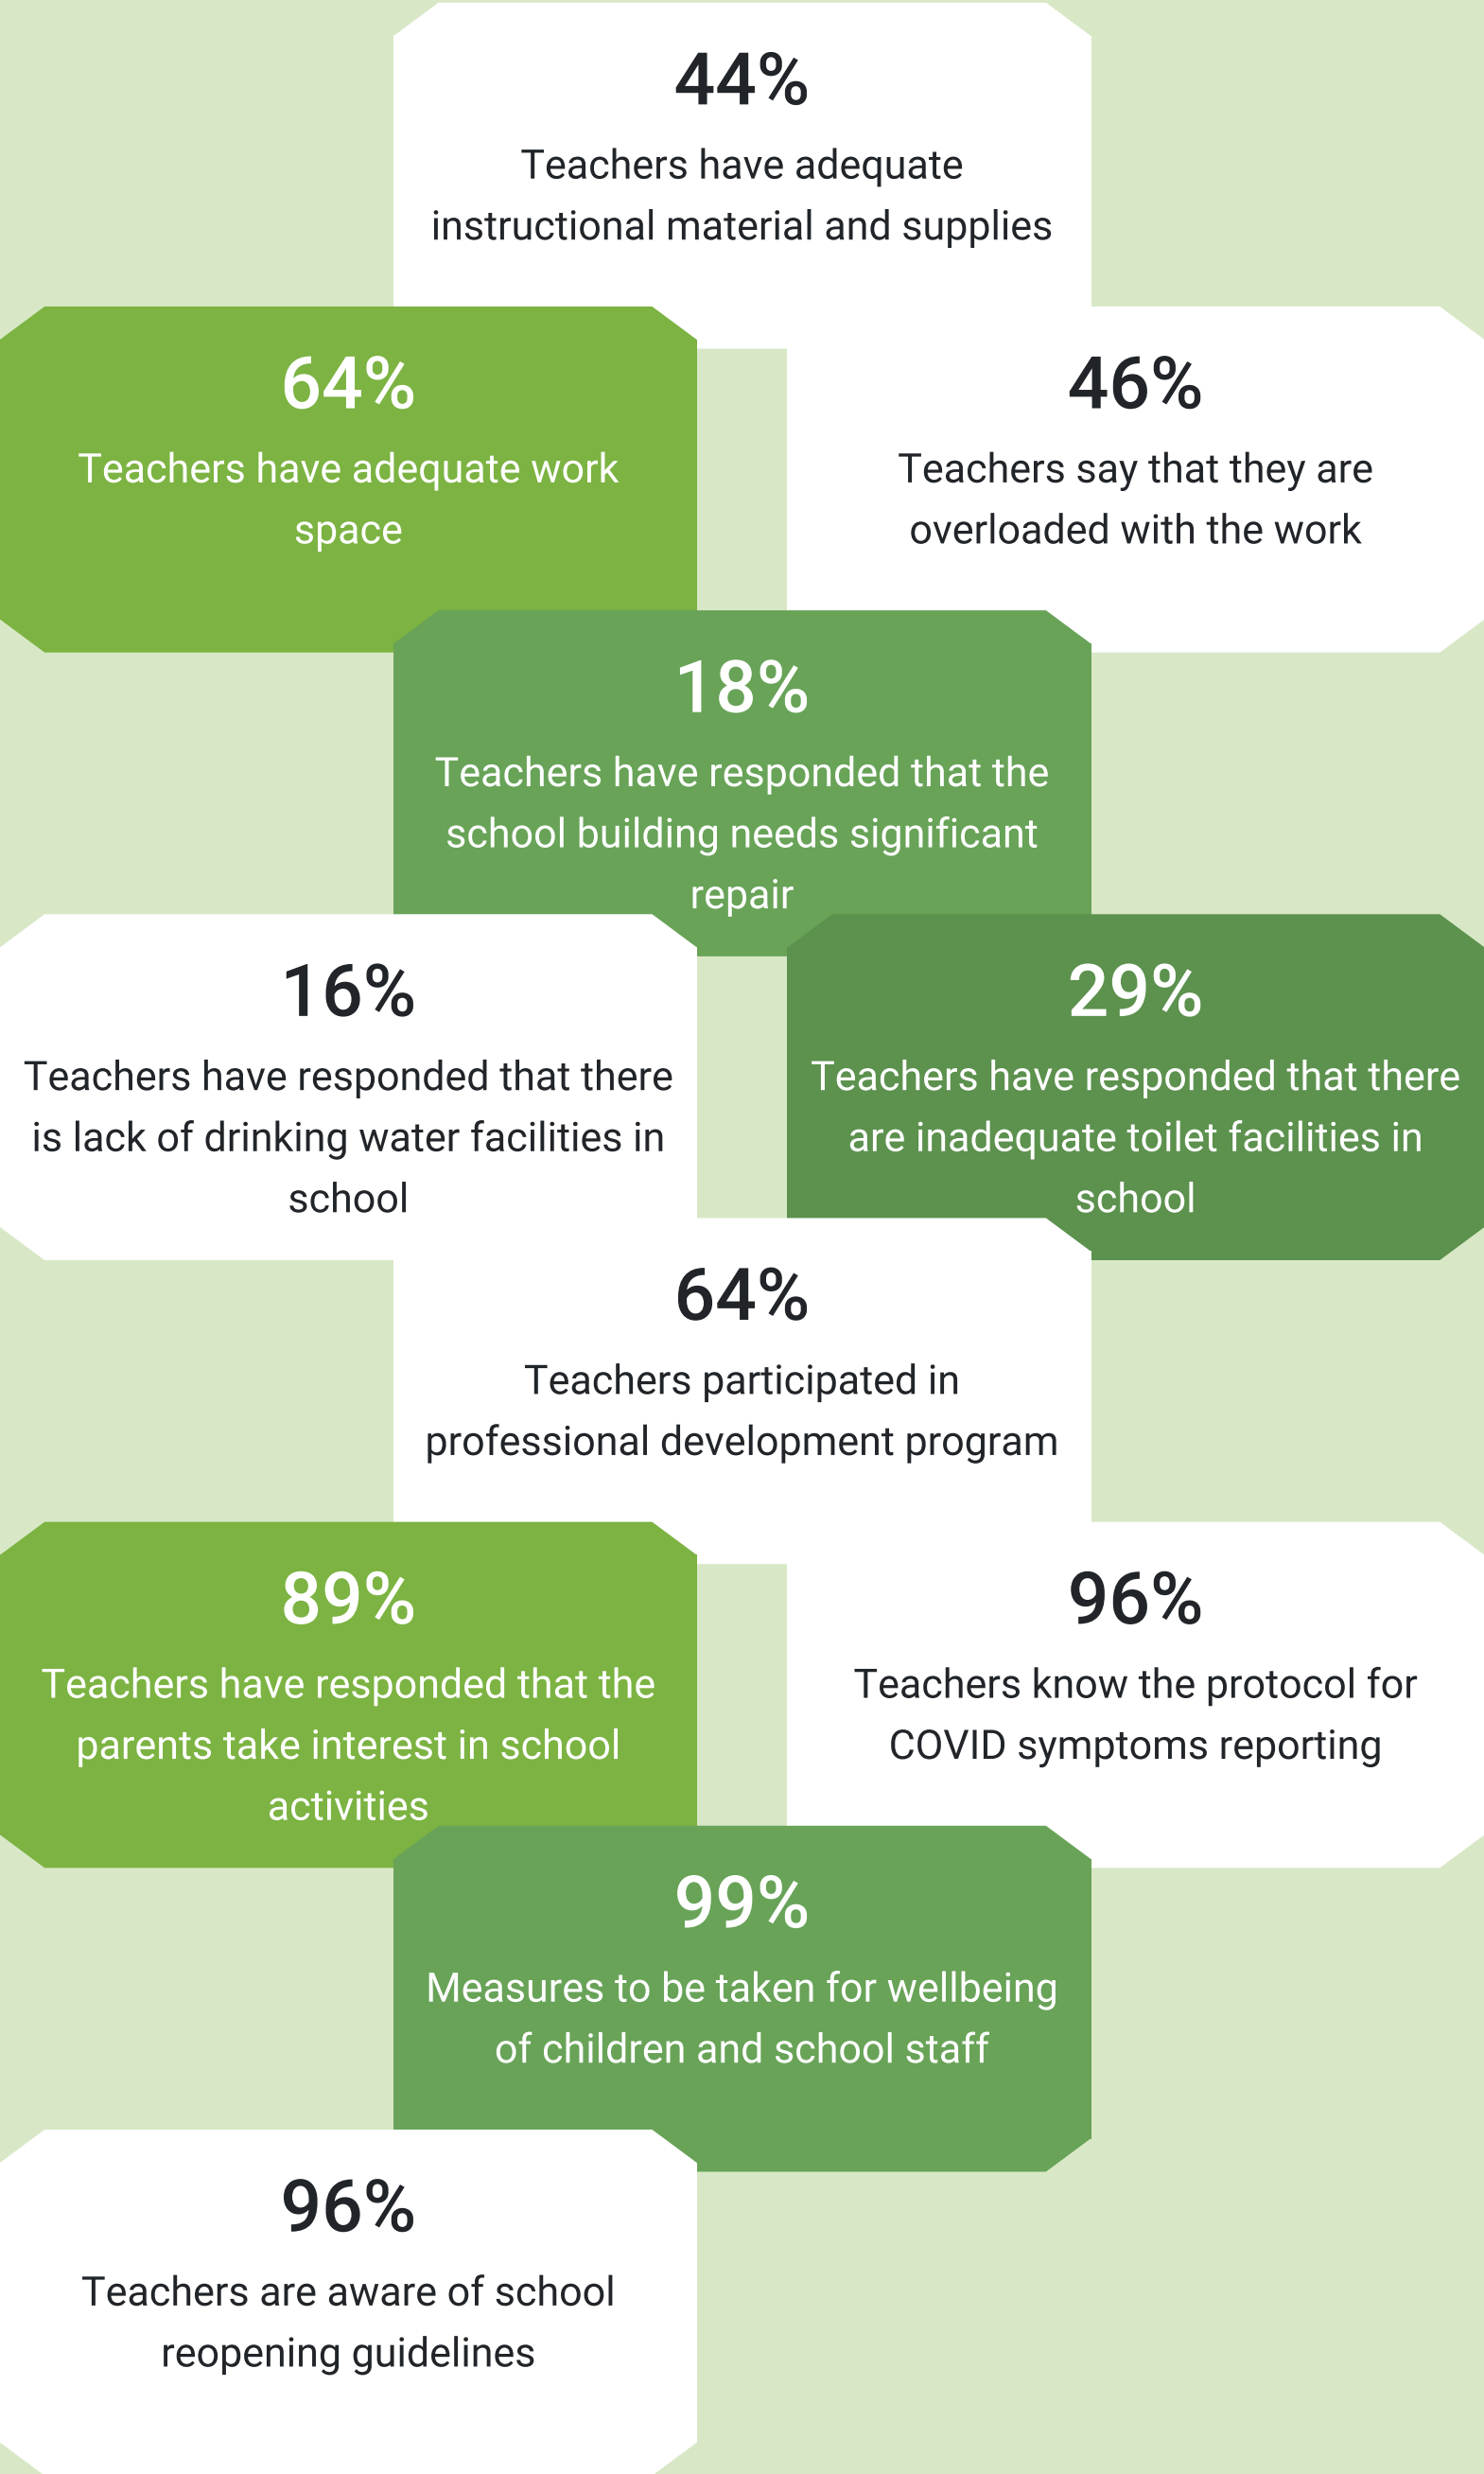 44%
Teachers have adequate
instructional material and supplies
64%
Teachers have adequate work
space
46%
Teachers say that they are
overloaded with the work
18%
Teachers have responded that the
school building needs significant
repair
16%
Teachers have responded that there
is lack of drinking water facilities in
school
29%
Teachers have responded that there
are inadequate toilet facilities in
school
64%
Teachers participated in
professional development program
89%
Teachers have responded that the
parents take interest in school
activities
96%
Teachers know the protocol for
COVID symptoms reporting
99%
Measures to be taken for wellbeing
of children and school staff
96%
Teachers are aware of school
reopening guidelines